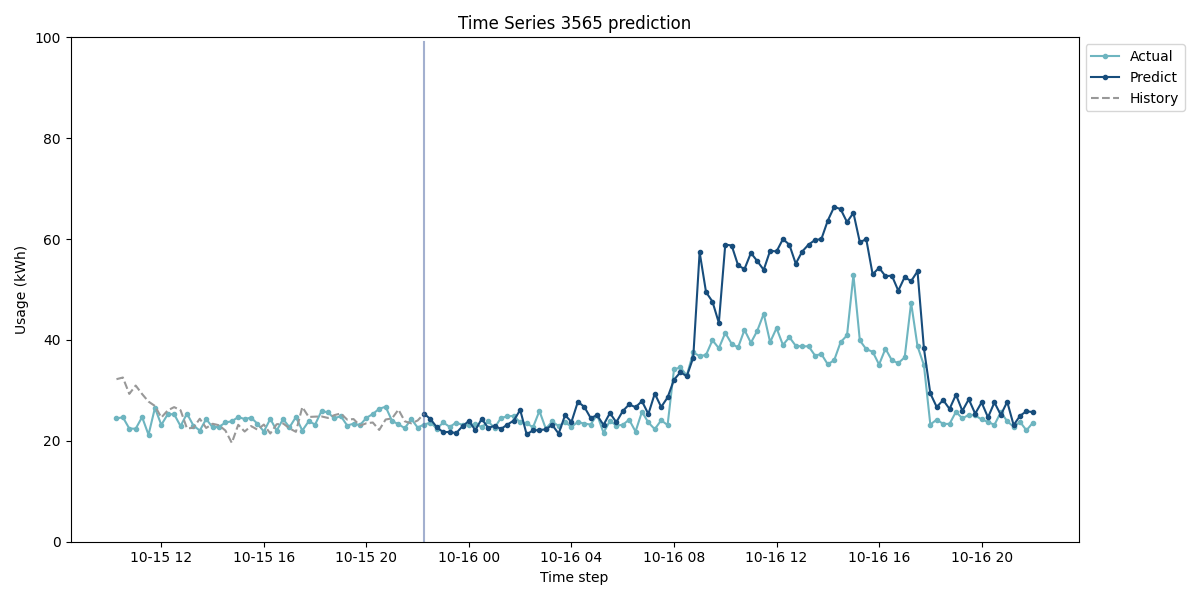 Time Series 3565 prediction
Actual
Predict
History
Usage (kWh)
100
80
60
40
20
0
10-15 12
10-15 16
10-15 20
10-16 00
10-16 04
10-16 08
10-16 12
10-16 16
10-16 20
Time step